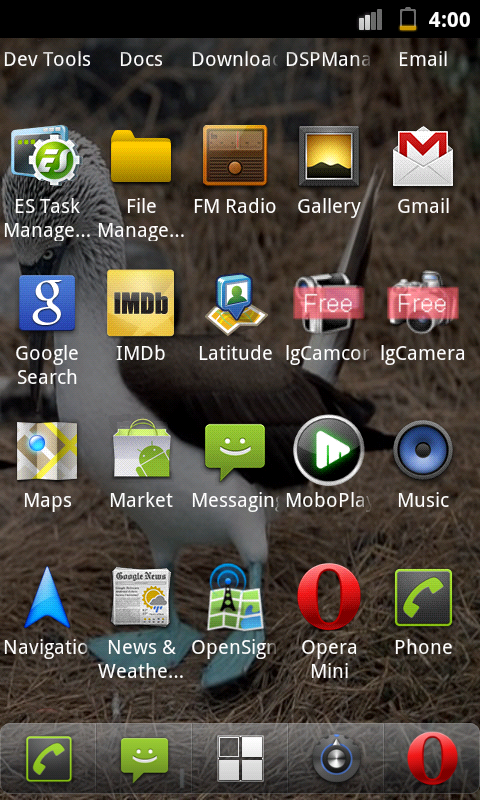 4:00
Dev Tools Docs Downloac DSPMana Email
ES Task File FM Radio Gallery Gmail
Manage... Manage...
ES
g IMDb Free Free
Google IMDb Latitude lgCamcor lgCamera
Search
Maps Market Messaging MoboPlay Music
Google News
Navigatio News & OpenSign Opera Phone
Weathe... Mini